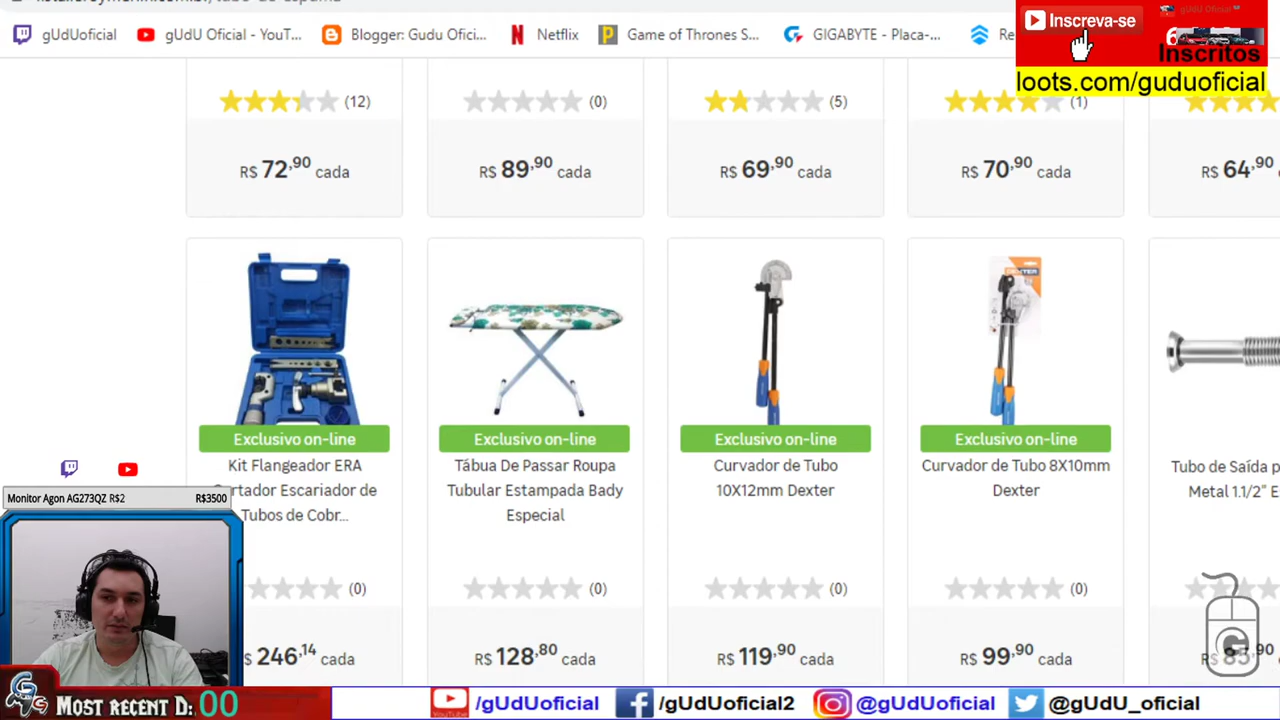 gUdUoficial
gUdU Oficial - YouT...
Blogger: Gudu Ofici...
Netflix
Game of Thrones S...
GIGABYTE - Placa-...
Inscreva-se
gUdU Oficial
Inscritos
loots.com/guduoficial
(12)
(0)
(5)
(1)
R$ 72,90 cada
R$ 89,90 cada
R$ 69,90 cada
R$ 70,90 cada
R$ 64,90
Exclusivo on-line
Exclusivo on-line
Exclusivo on-line
Exclusivo on-line
Kit Flangeador ERA
Cortador Escariador de
Tubos de Cobr...
Tábua De Passar Roupa
Tubular Estampada Bady
Especial
Curvador de Tubo
10X12mm Dexter
Curvador de Tubo 8X10mm
Dexter
Tubo de Saída p
Metal 1.1/2" E
(0)
(0)
(0)
(0)
246,14 cada
R$ 128,80 cada
R$ 119,90 cada
R$ 99,90 cada
Monitor Agon AG273QZ R$2
R$3500
Most recent D: 00
/gUdUoficial
/gUdUoficial2
@gUdUoficial
@gUdU_oficial